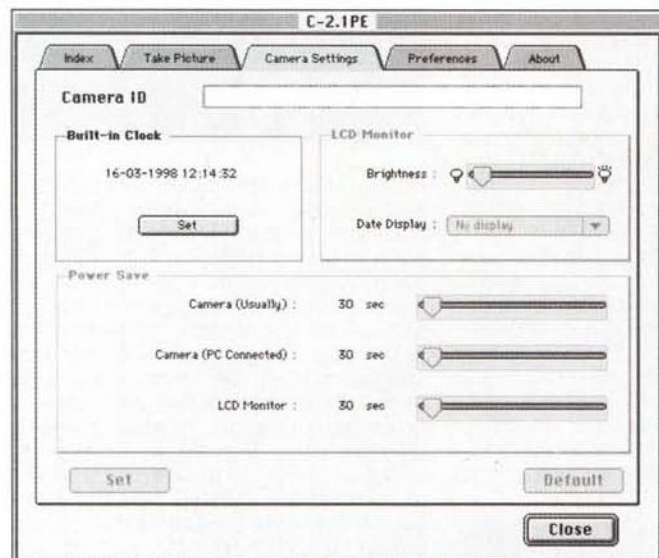 C-2.1PE
Index Take Picture Camera Settings Preferences About
Camera ID
Built-in Clock
16-03-1998 12:14:32
Set
LCD Monitor
Brightness :
Date Display : No display
Power Save
Camera (Usually) : 30 sec
Camera (PC Connected) : 30 sec
LCD Monitor : 30 sec
Set Default
Close